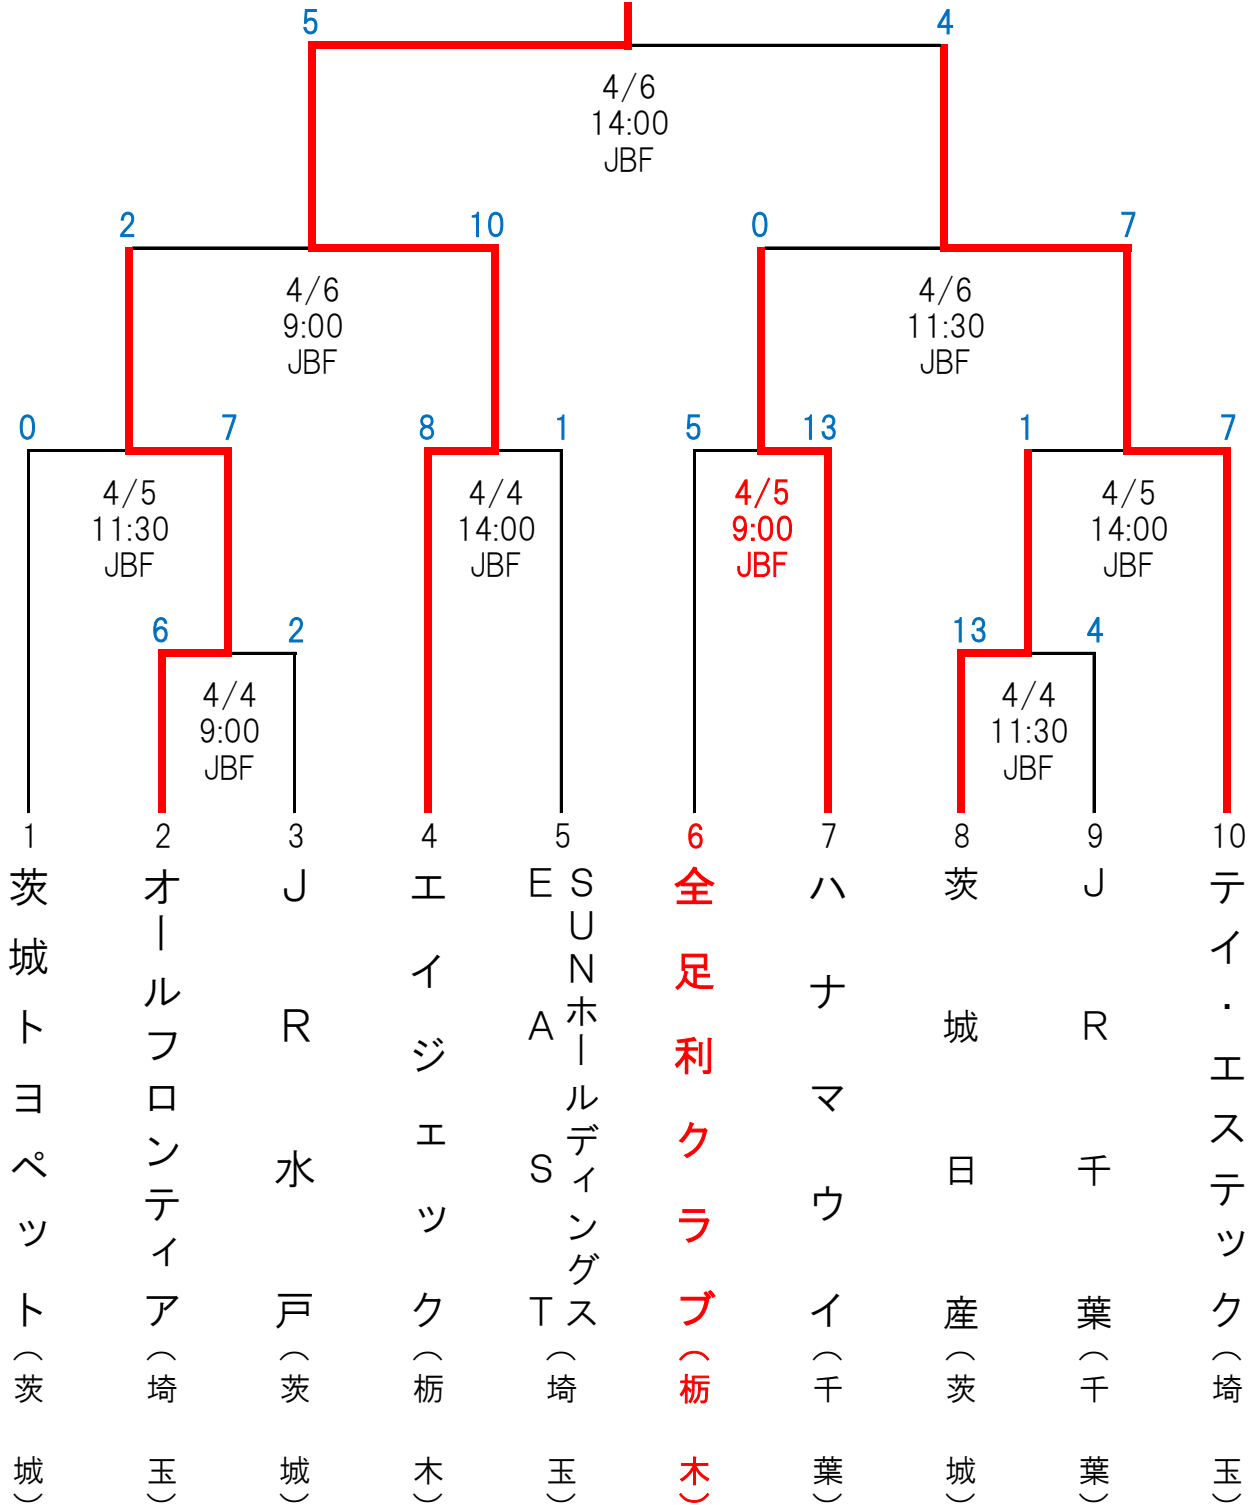 5
4
4/6
14:00
JBF
2
10
0
7
4/6
9:00
JBF
4/6
11:30
JBF
0
7
8
1
5
13
1
7
4/5
11:30
JBF
4/4
14:00
JBF
4/5
9:00
JBF
4/5
14:00
JBF
6
2
13
4
4/4
9:00
JBF
4/4
11:30
JBF
1
茨城トヨペット(茨城)
2
オールフロンティア(埼玉)
3
JR水戸(茨城)
4
エイジェック(栃木)
5
SUNホールディングス
EAST(埼玉)
6
全足利クラブ(栃木)
7
ハナマウイ(千葉)
8
茨城日産(茨城)
9
JR千葉(千葉)
10
テイ・エステック(埼玉)